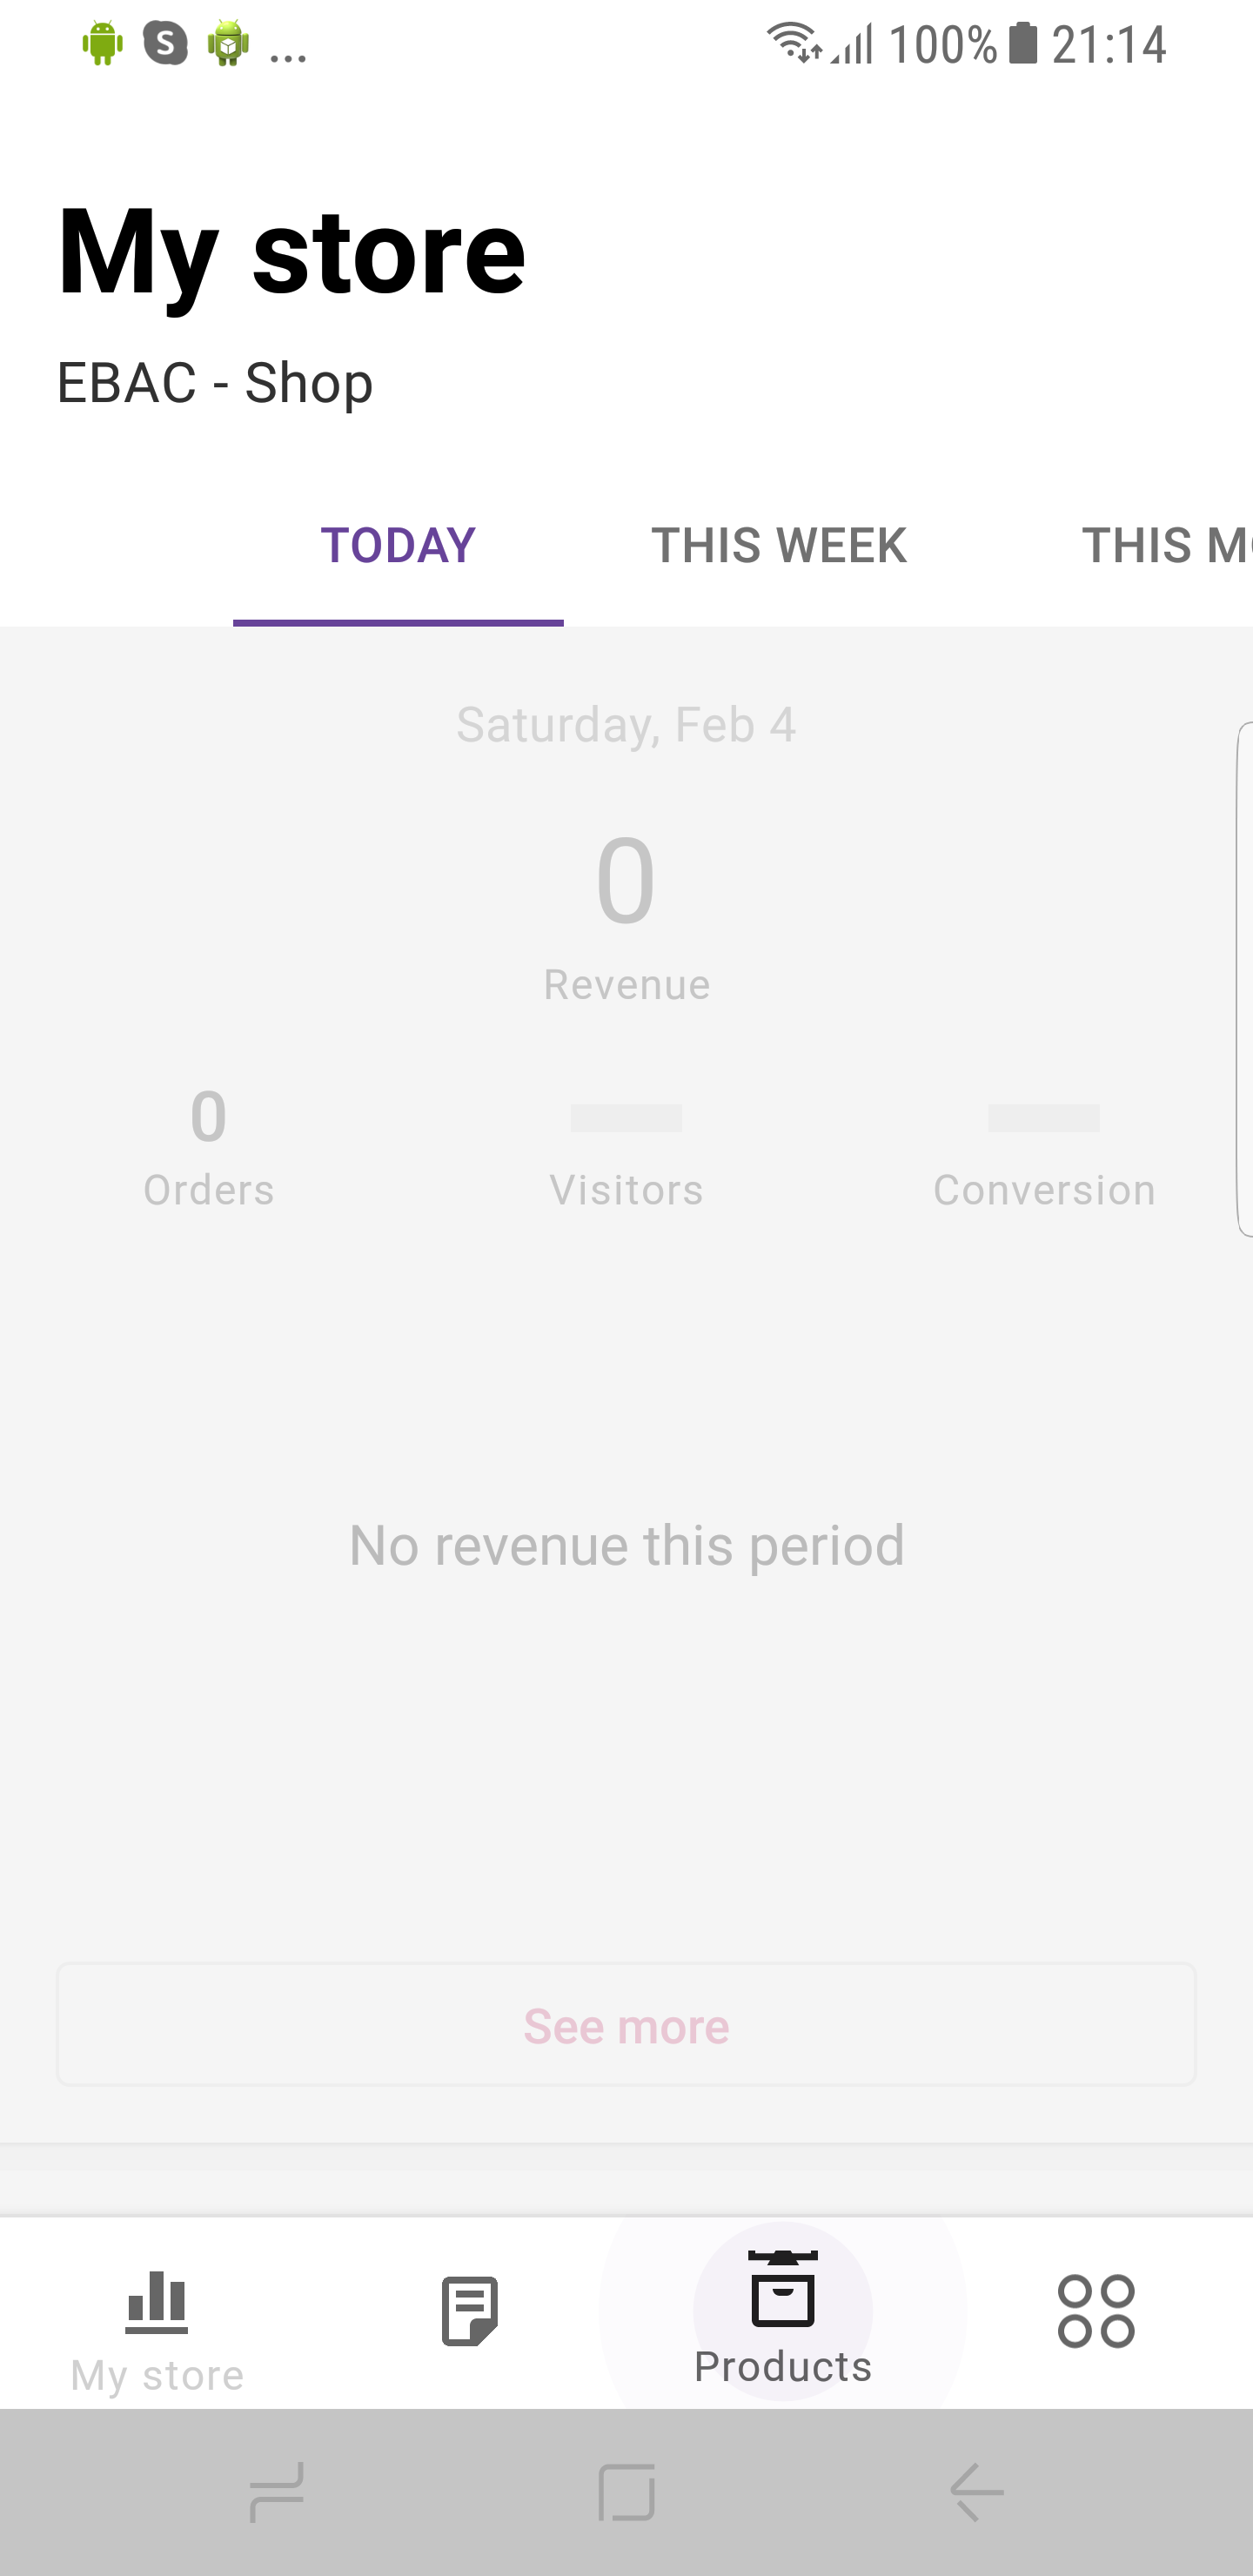 S ... 100% 21:14
My store
EBAC - Shop
TODAY THIS WEEK THIS M
Saturday, Feb 4
0
Revenue
0
Orders Visitors Conversion
No revenue this period
See more
My store Products